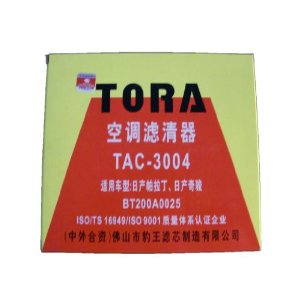 TORA
空调滤清器
TAC-3004
适用车型:日产帕拉丁、日产奇骏
BT200A0025
ISO/TS 16949/ISO 9001 质量体系认证企业
(中外合资)佛山市豹王滤芯制造有限公司